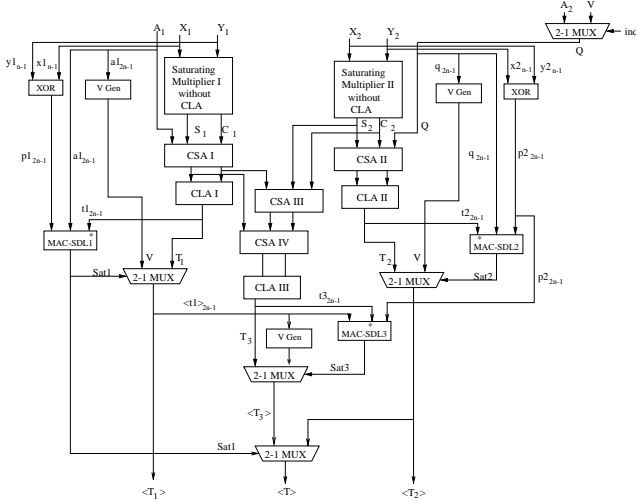 A1 X1 Y1 X2 Y2 A2 V
2-1 MUX ind
Q
y1n-1 x1n-1 a12n-1 q2n-1 x2n-1 y2n-1
XOR V Gen Saturating Multiplier I without CLA
Saturating Multiplier II without CLA V Gen XOR
S1 C1 S2 C2 Q
p12n-1 a12n-1 CSA I CSA II q2n-1 p22n-1
CLA I CSA III CLA II
t12n-1 t22n-1
MAC-SDL1 * CSA IV * MAC-SDL2
V T1 T2 V
Sat1 2-1 MUX CLA III 2-1 MUX Sat2 p22n-1
<t1>2n-1 t32n-1
T3 V Gen * MAC-SDL3
2-1 MUX Sat3
<T3>
Sat1 2-1 MUX
<T1> <T> <T2>